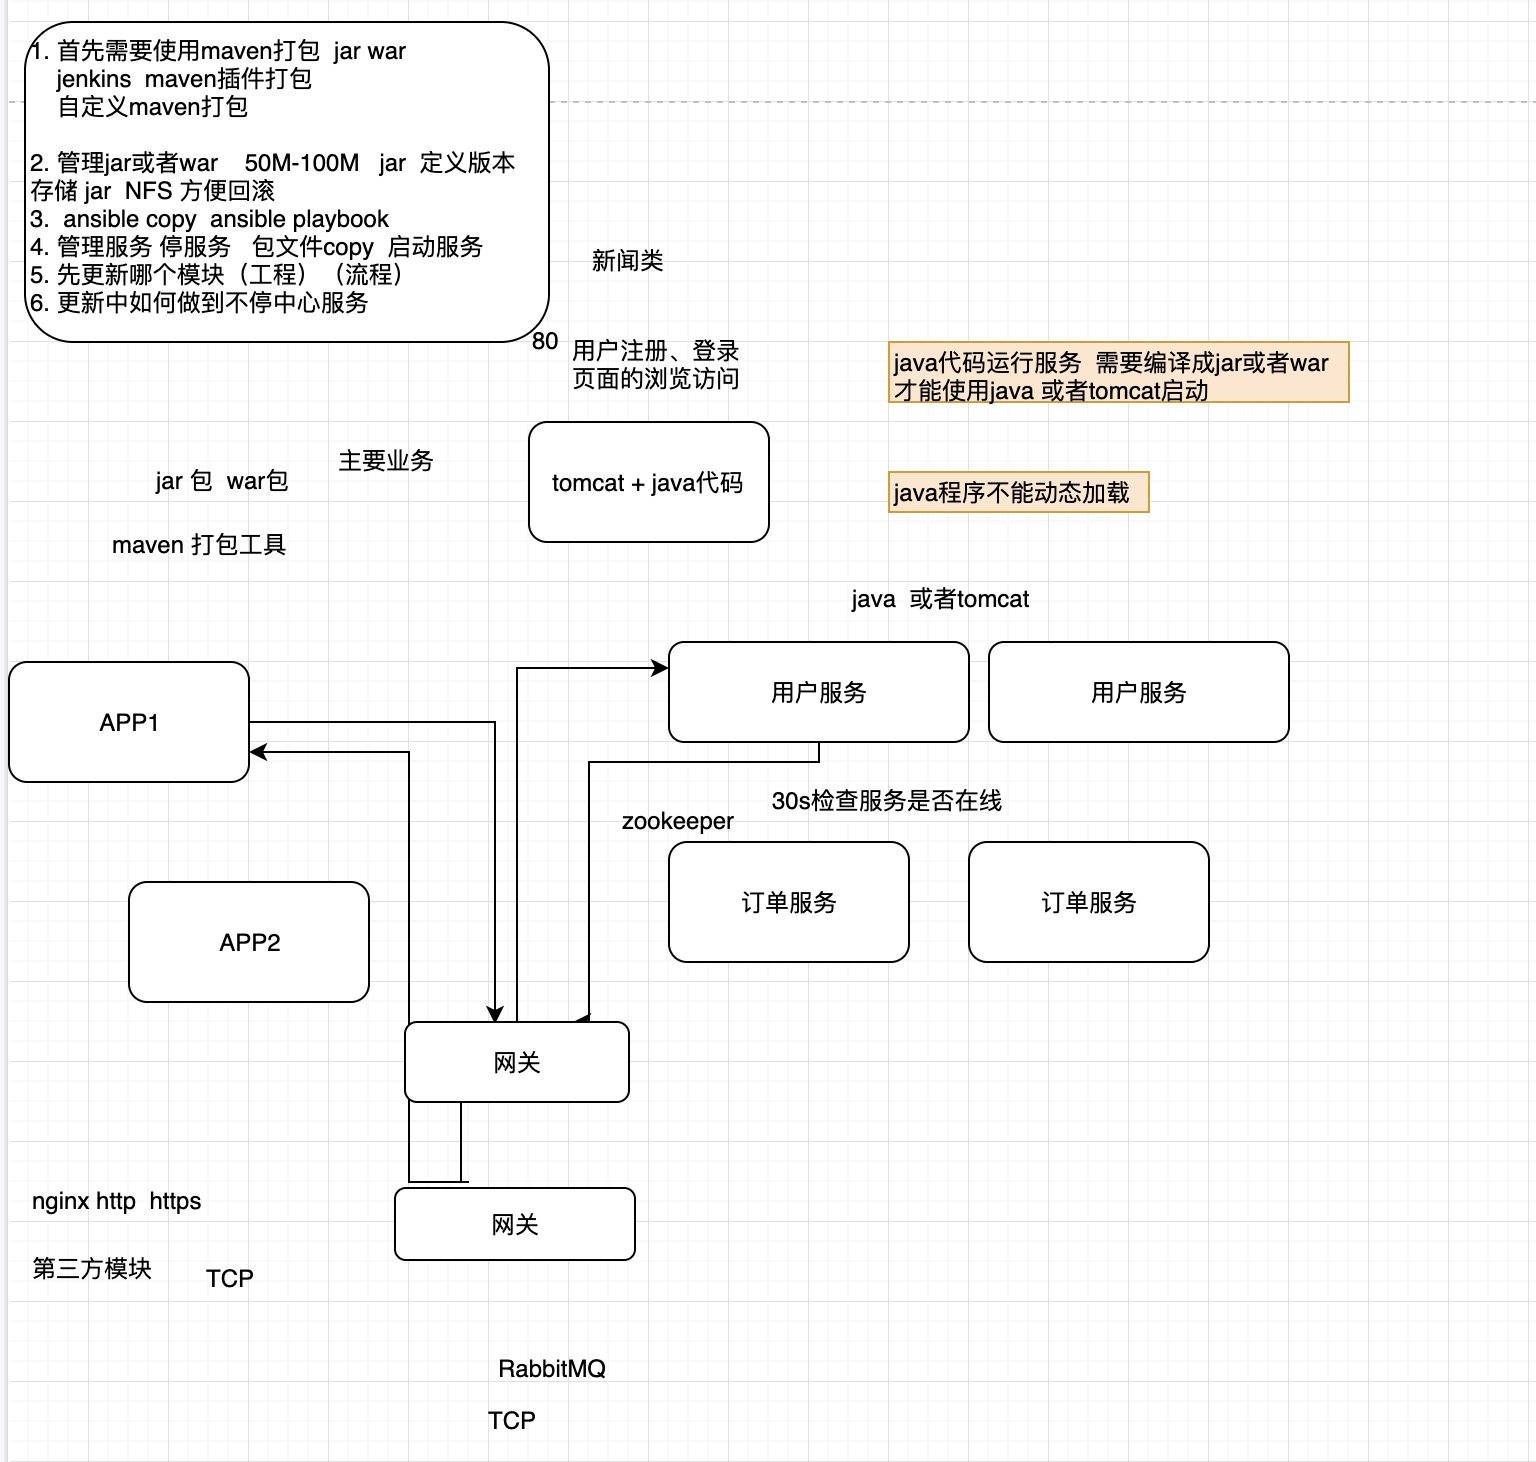 1. 首先需要使用maven打包  jar war
jenkins  maven插件打包
自定义maven打包
2. 管理jar或者war    50M-100M   jar  定义版本
存储 jar  NFS 方便回滚
3.  ansible copy  ansible playbook
4. 管理服务 停服务   包文件copy  启动服务
5. 先更新哪个模块（工程）（流程）
6. 更新中如何做到不停中心服务
新闻类
80
用户注册、登录
页面的浏览访问
java代码运行服务  需要编译成jar或者war
才能使用java 或者tomcat启动
主要业务
jar 包  war包
tomcat + java代码
java程序不能动态加载
maven 打包工具
java  或者tomcat
用户服务
用户服务
APP1
30s检查服务是否在线
zookeeper
订单服务
订单服务
APP2
网关
nginx http  https
网关
第三方模块
TCP
RabbitMQ
TCP